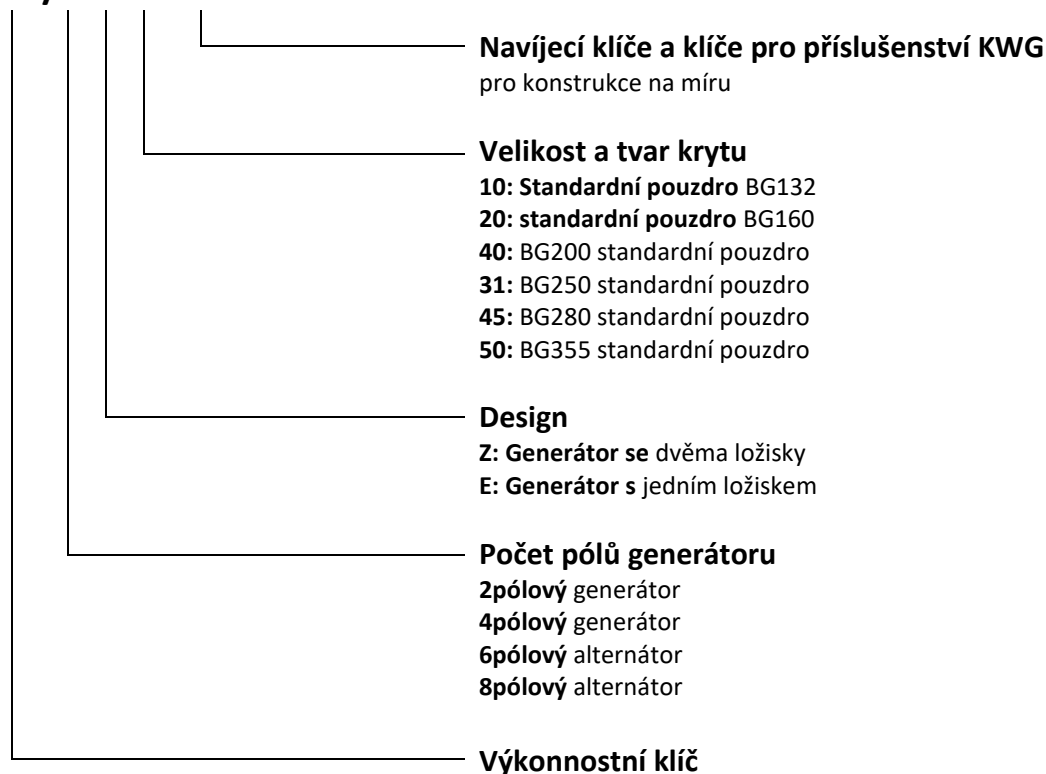 Navíjecí klíče a klíče pro příslušenství KWG
pro konstrukce na míru
Velikost a tvar krytu
10: Standardní pouzdro BG132
20: standardní pouzdro BG160
40: BG200 standardní pouzdro
31: BG250 standardní pouzdro
45: BG280 standardní pouzdro
50: BG355 standardní pouzdro
Design
Z: Generátor se dvěma ložisky
E: Generátor s jedním ložiskem
Počet pólů generátoru
2pólový generátor
4pólový generátor
6pólový alternátor
8pólový alternátor
Výkonnostní klíč